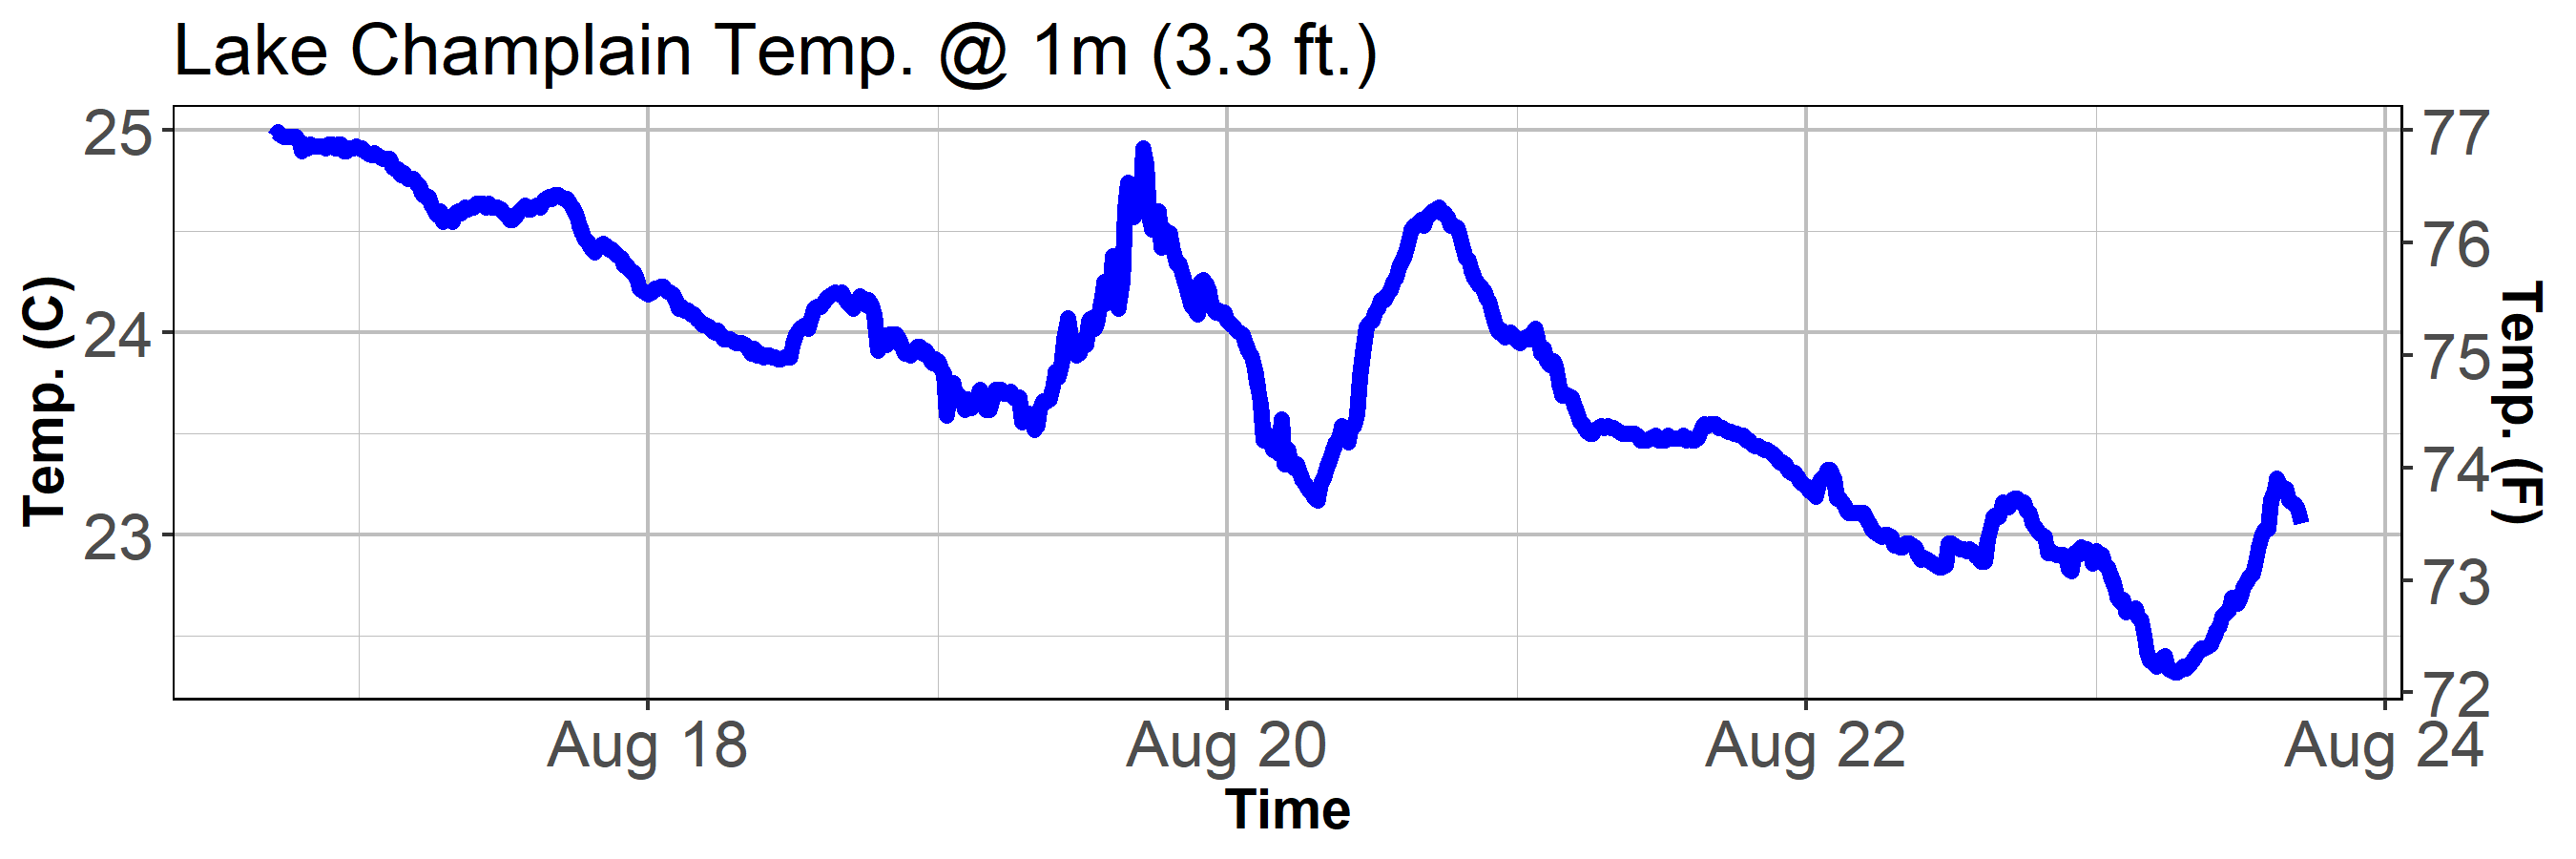 Lake Champlain Temp. @ 1m (3.3 ft.)
25
24
23
Temp. (C)
77
76
75
74
73
72
Temp. (F)
Aug 18
Aug 20
Aug 22
Aug 24
Time